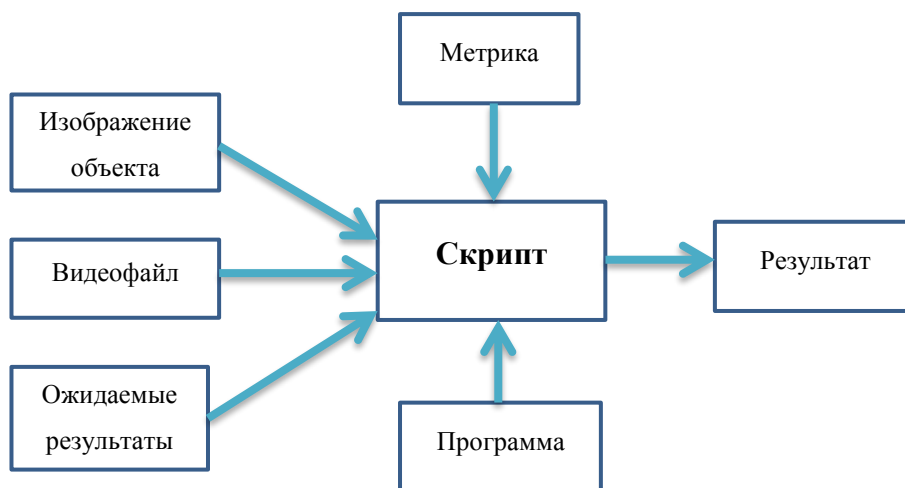 Метрика
Изображение
объекта
Видеофайл
Скрипт
Результат
Ожидаемые
результаты
Программа